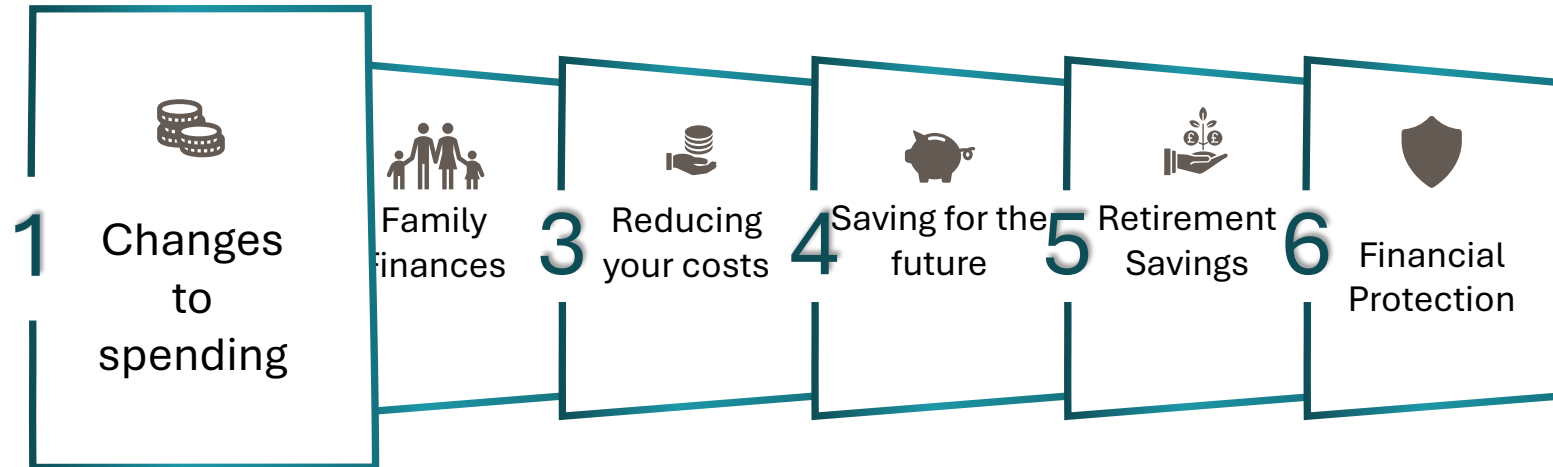 1
Changes
to
spending
Family
Finances
3
Reducing
your costs
4
Saving for the
future
5
Retirement
Savings
6
Financial
Protection